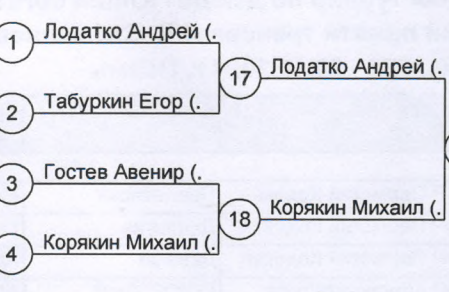 1 Лодатко Андрей (.
17 Лодатко Андрей (.
2 Табуркин Егор (.
3 Гостев Авенир (.
18 Корякин Михаил (.
4 Корякин Михаил (.